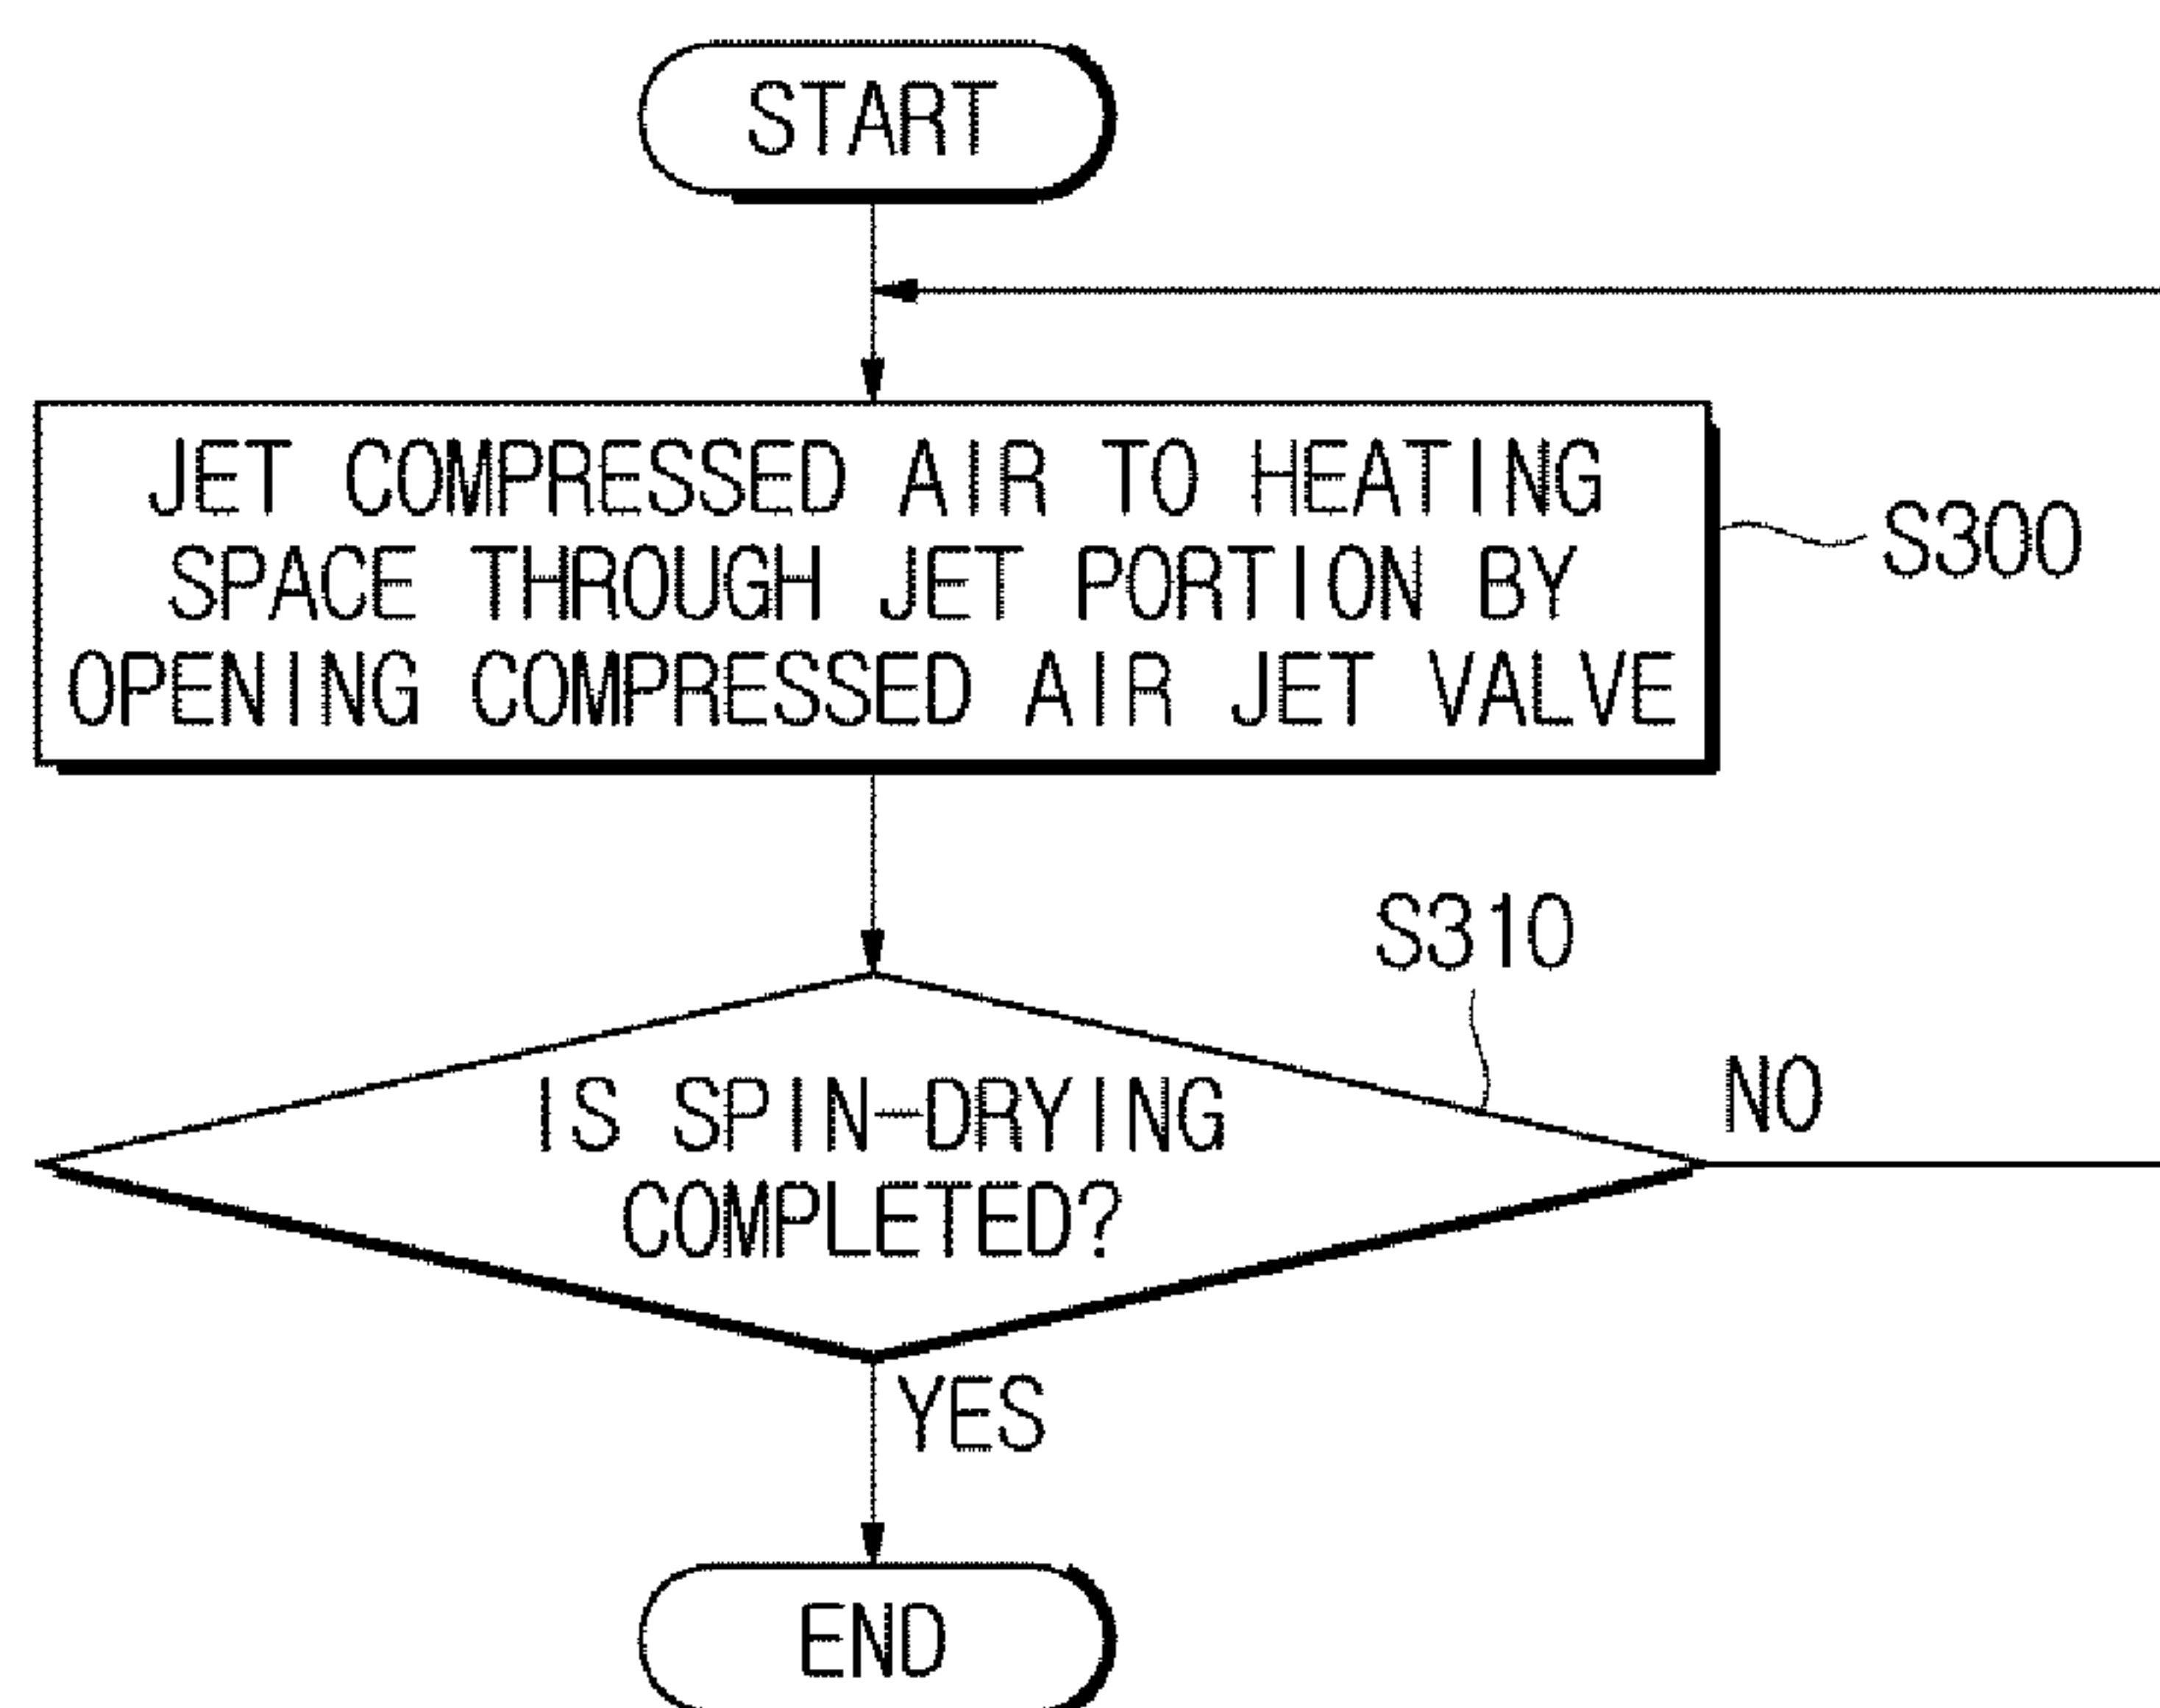 START
JET COMPRESSED AIR TO HEATING
SPACE THROUGH JET PORTION BY
OPENING COMPRESSED AIR JET VALVE
S300
S310
IS SPIN-DRYING
COMPLETED?
NO
YES
END